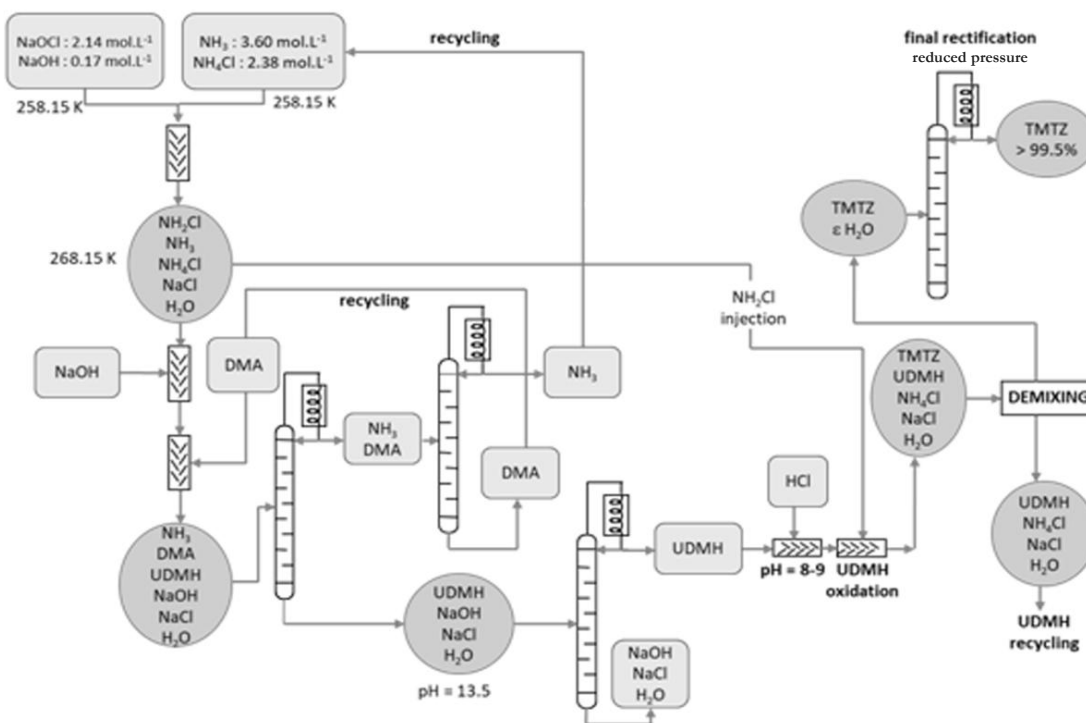 NaOCl : 2.14 mol.L⁻¹
NaOH : 0.17 mol.L⁻¹
NH₃ : 3.60 mol.L⁻¹
NH₄Cl : 2.38 mol.L⁻¹
recycling
258.15 K
258.15 K
final rectification
reduced pressure
TMTZ
> 99.5%
NH₂Cl
NH₃
NH₄Cl
NaCl
H₂O
268.15 K
TMTZ
ε H₂O
recycling
NH₂Cl
injection
NaOH
DMA
NH₃
TMTZ
UDMH
NH₄Cl
NaCl
H₂O
DEMIXING
NH₃
DMA
DMA
HCl
UDMH
NH₄Cl
NaCl
H₂O
NH₃
DMA
UDMH
NaOH
NaCl
H₂O
UDMH
pH = 8-9
UDMH
oxidation
UDMH
NaOH
NaCl
H₂O
pH = 13.5
NaOH
NaCl
H₂O
UDMH
recycling